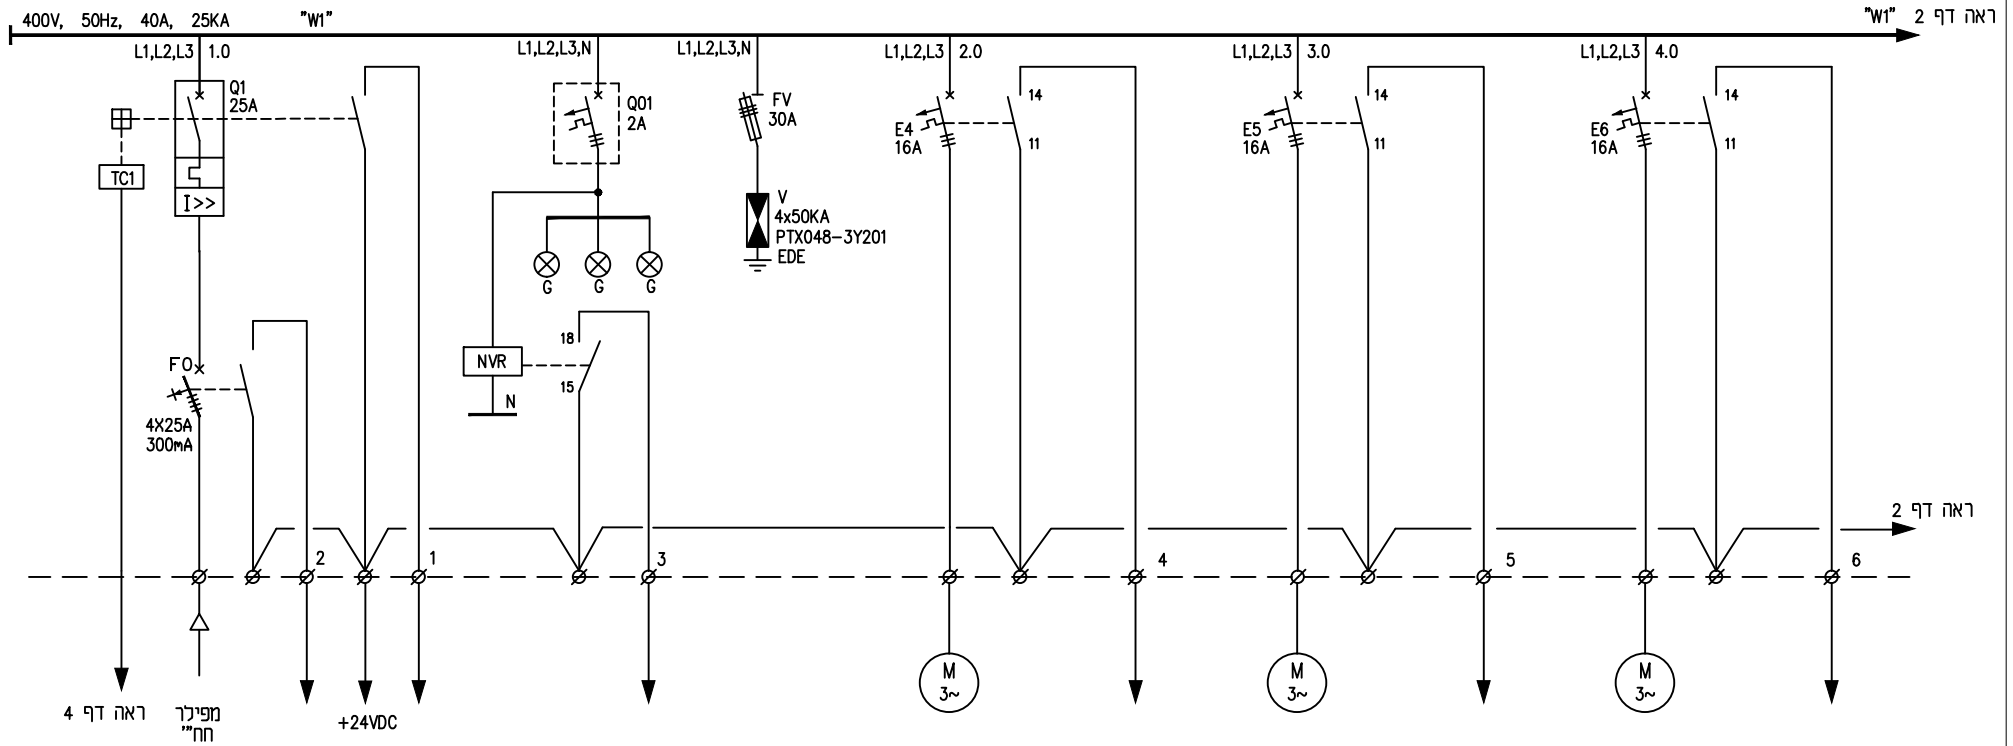 400V, 50Hz, 40A, 25KA "W1"
"W1" ראה דף 2
L1,L2,L3 1.0
L1,L2,L3,N
L1,L2,L3,N
L1,L2,L3 2.0
L1,L2,L3 3.0
L1,L2,L3 4.0
Q1
25A
TC1
I>>
Q01
2A
FV
30A
V
4x50KA
PTX048-3Y201
EDE
G G G
E4
16A
14
11
E5
16A
14
11
E6
16A
14
11
18
NVR
15
N
F0
4X25A
300mA
ראה דף 2
2
1
3
4
5
6
M
3~
M
3~
M
3~
ראה דף 4
מפילר
חח"י
+24VDC